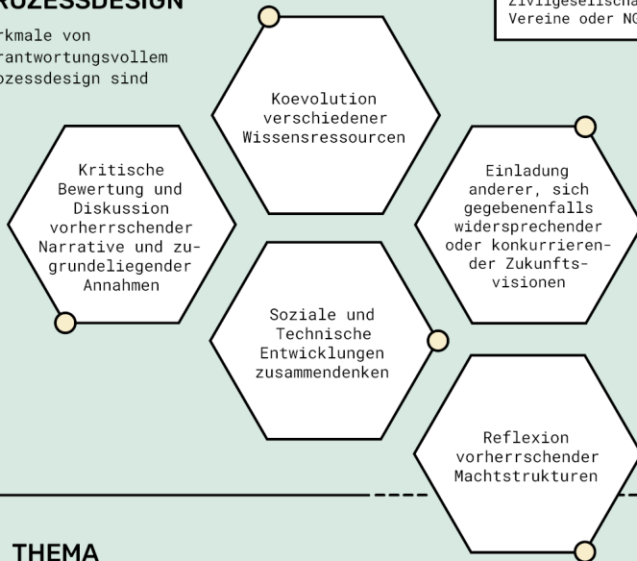 ROZESSDESIGN
rkmale von
rantwortungsvollem
ozessdesign sind
Vereine oder NG
Koevolution
verschiedener
Wissensressourcen
Kritische
Bewertung und
Diskussion
vorherrschender
Narrative und zu-
grundeliegender
Annahmen
Einladung
anderer, sich
gegebenenfalls
widersprechender
oder konkurrieren-
der Zukunfts-
visionen
Soziale und
Technische
Entwicklungen
zusammendenken
Reflexion
vorherrschender
Machtstrukturen
THEMA